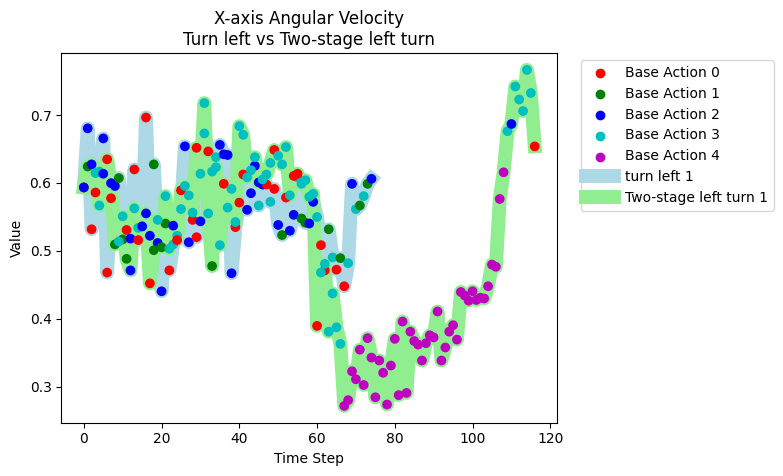 X-axis Angular Velocity
Turn left vs Two-stage left turn
Value
0.7
0.6
0.5
0.4
0.3
0
20
40
60
80
100
120
Time Step
Base Action 0
Base Action 1
Base Action 2
Base Action 3
Base Action 4
turn left 1
Two-stage left turn 1